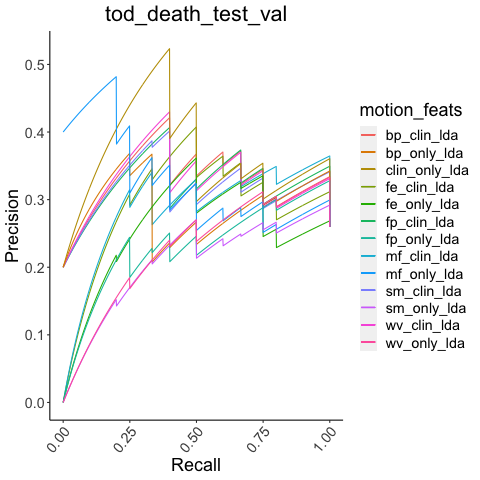 tod_death_test_val
Precision
0.5
0.4
0.3
0.2
0.1
0.0
0.00
0.25
0.50
0.75
1.00
Recall
motion_feats
bp_clin_lda
bp_only_lda
clin_only_lda
fe_clin_lda
fe_only_lda
fp_clin_lda
fp_only_lda
mf_clin_lda
mf_only_lda
sm_clin_lda
sm_only_lda
wv_clin_lda
wv_only_lda